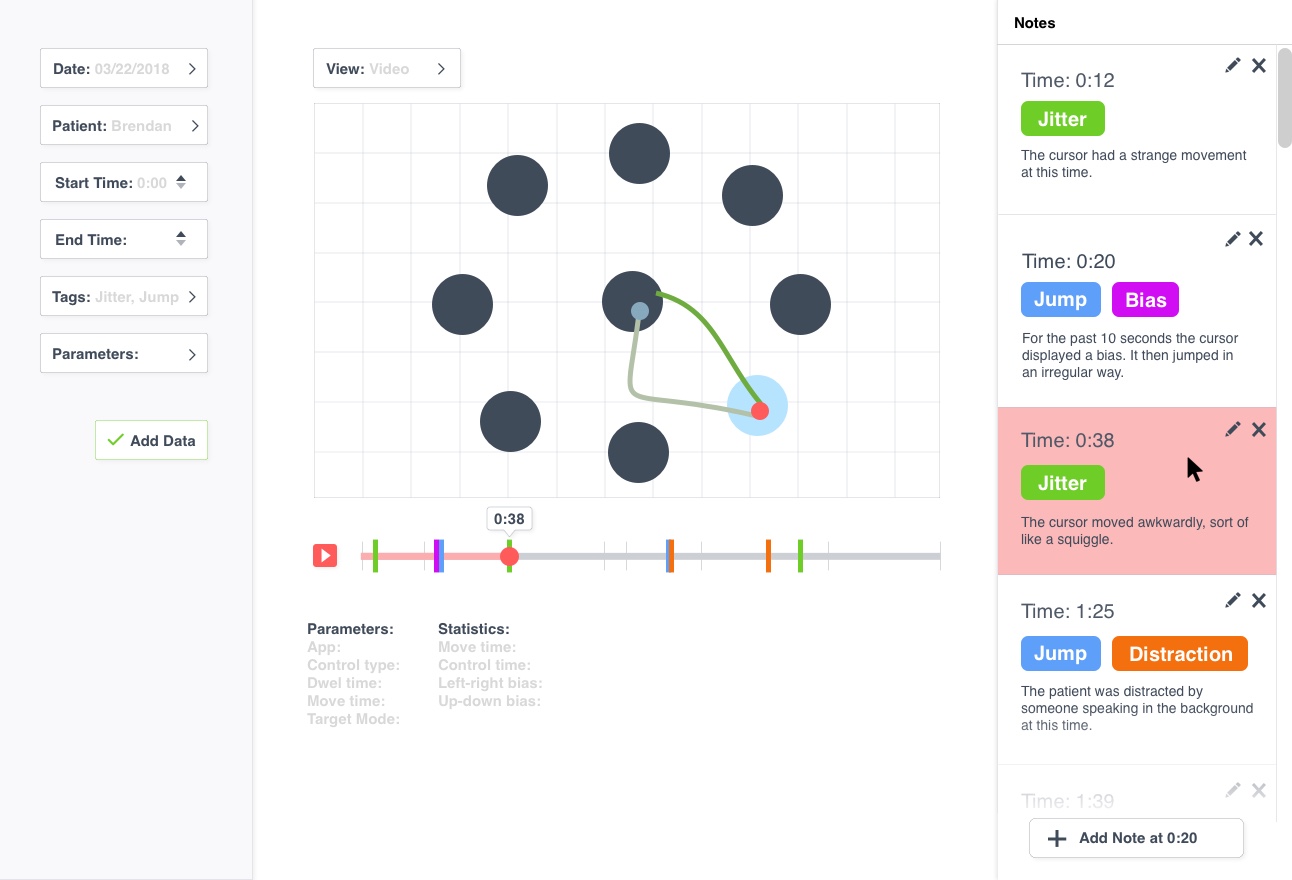 Date: 03/22/2018
Patient: Brendan
Start Time: 0:00
End Time:
Tags: Jitter, Jump
Parameters:
Add Data
View: Video
0:38
Parameters:
App:
Control type:
Dwel time:
Move time:
Target Mode:
Statistics:
Move time:
Control time:
Left-right bias:
Up-down bias:
Notes
Time: 0:12
Jitter
The cursor had a strange movement
at this time.
Time: 0:20
Jump Bias
For the past 10 seconds the cursor
displayed a bias. It then jumped in
an irregular way.
Time: 0:38
Jitter
The cursor moved awkwardly, sort of
like a squiggle.
Time: 1:25
Jump Distraction
The patient was distracted by
someone speaking in the background
at this time.
Time: 1:39
Add Note at 0:20